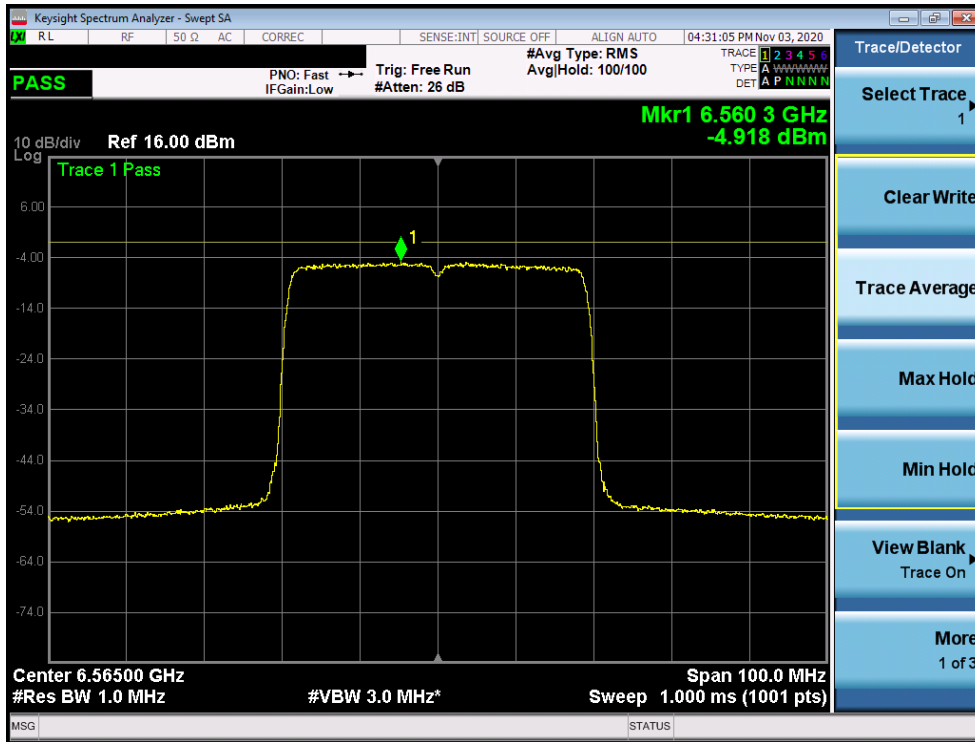 Keysight Spectrum Analyzer - Swept SA
LXI RL RF 50 Ω AC CORREC SENSE:INT SOURCE OFF ALIGN AUTO 04:31:05 PM Nov 03, 2020
PASS
PNO: Fast
IFGain:Low
Trig: Free Run
#Atten: 26 dB
#Avg Type: RMS
Avg|Hold: 100/100
TRACE 1 2 3 4 5 6
TYPE A WWWWW
DET A P N N N N
Mkr1 6.560 3 GHz
-4.918 dBm
10 dB/div
Log
Ref 16.00 dBm
Trace 1 Pass
1
6.00
-4.00
-14.0
-24.0
-34.0
-44.0
-54.0
-64.0
-74.0
Center 6.56500 GHz
#Res BW 1.0 MHz
#VBW 3.0 MHz*
Span 100.0 MHz
Sweep 1.000 ms (1001 pts)
MSG
STATUS
Trace/Detector
Select Trace
1
Clear Write
Trace Average
Max Hold
Min Hold
View Blank
Trace On
More
1 of 3